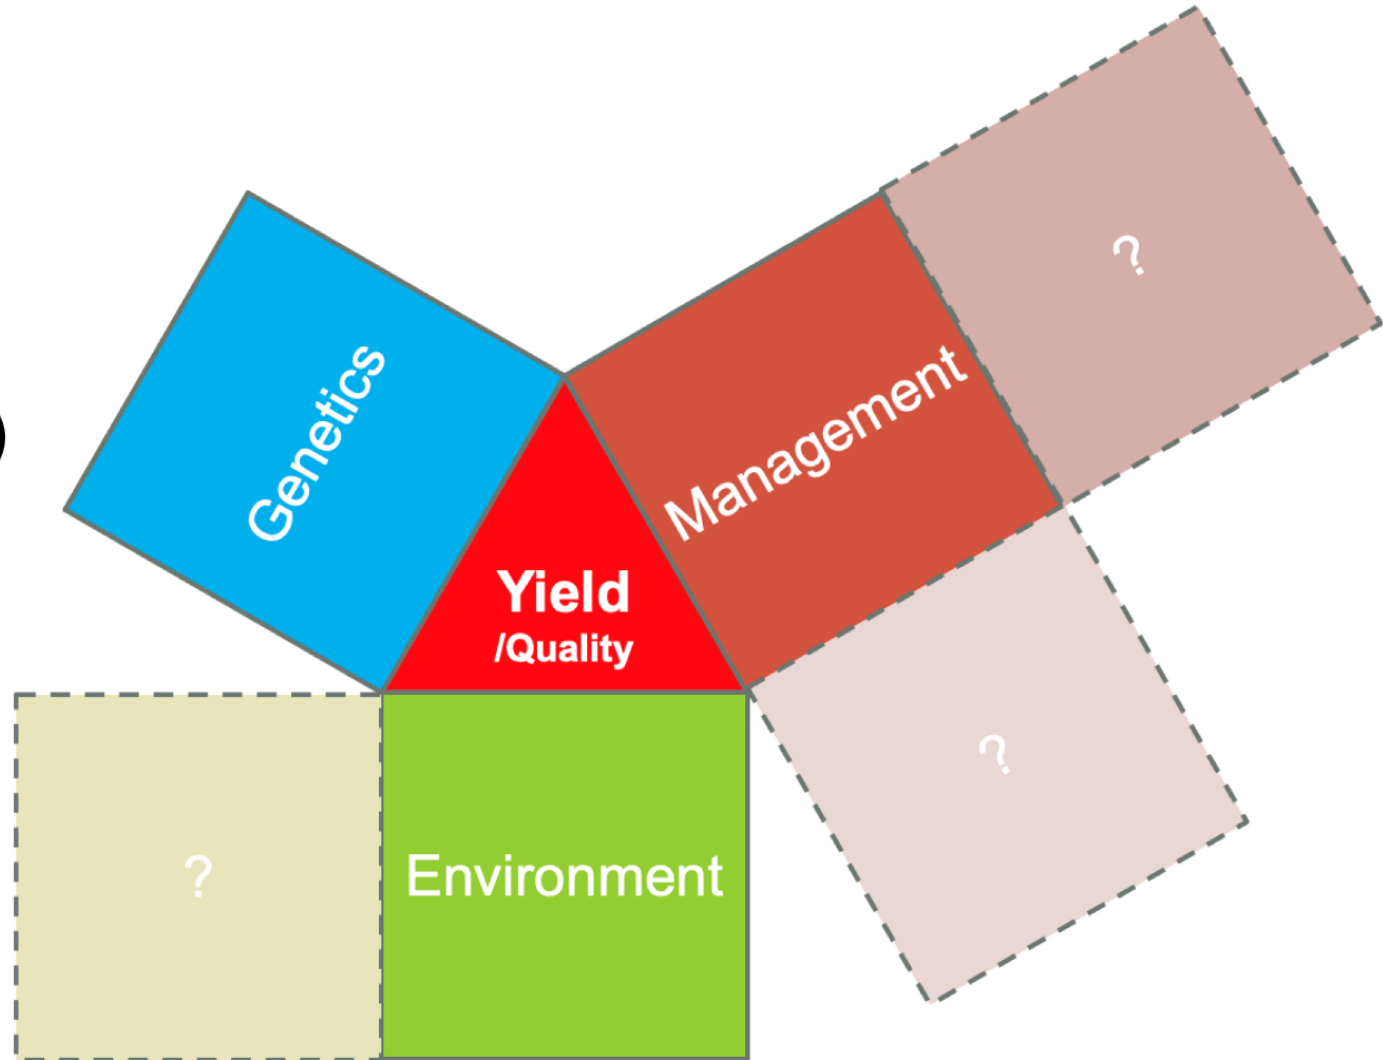 ?
Genetics
Management
Yield
/Quality
?
?
Environment